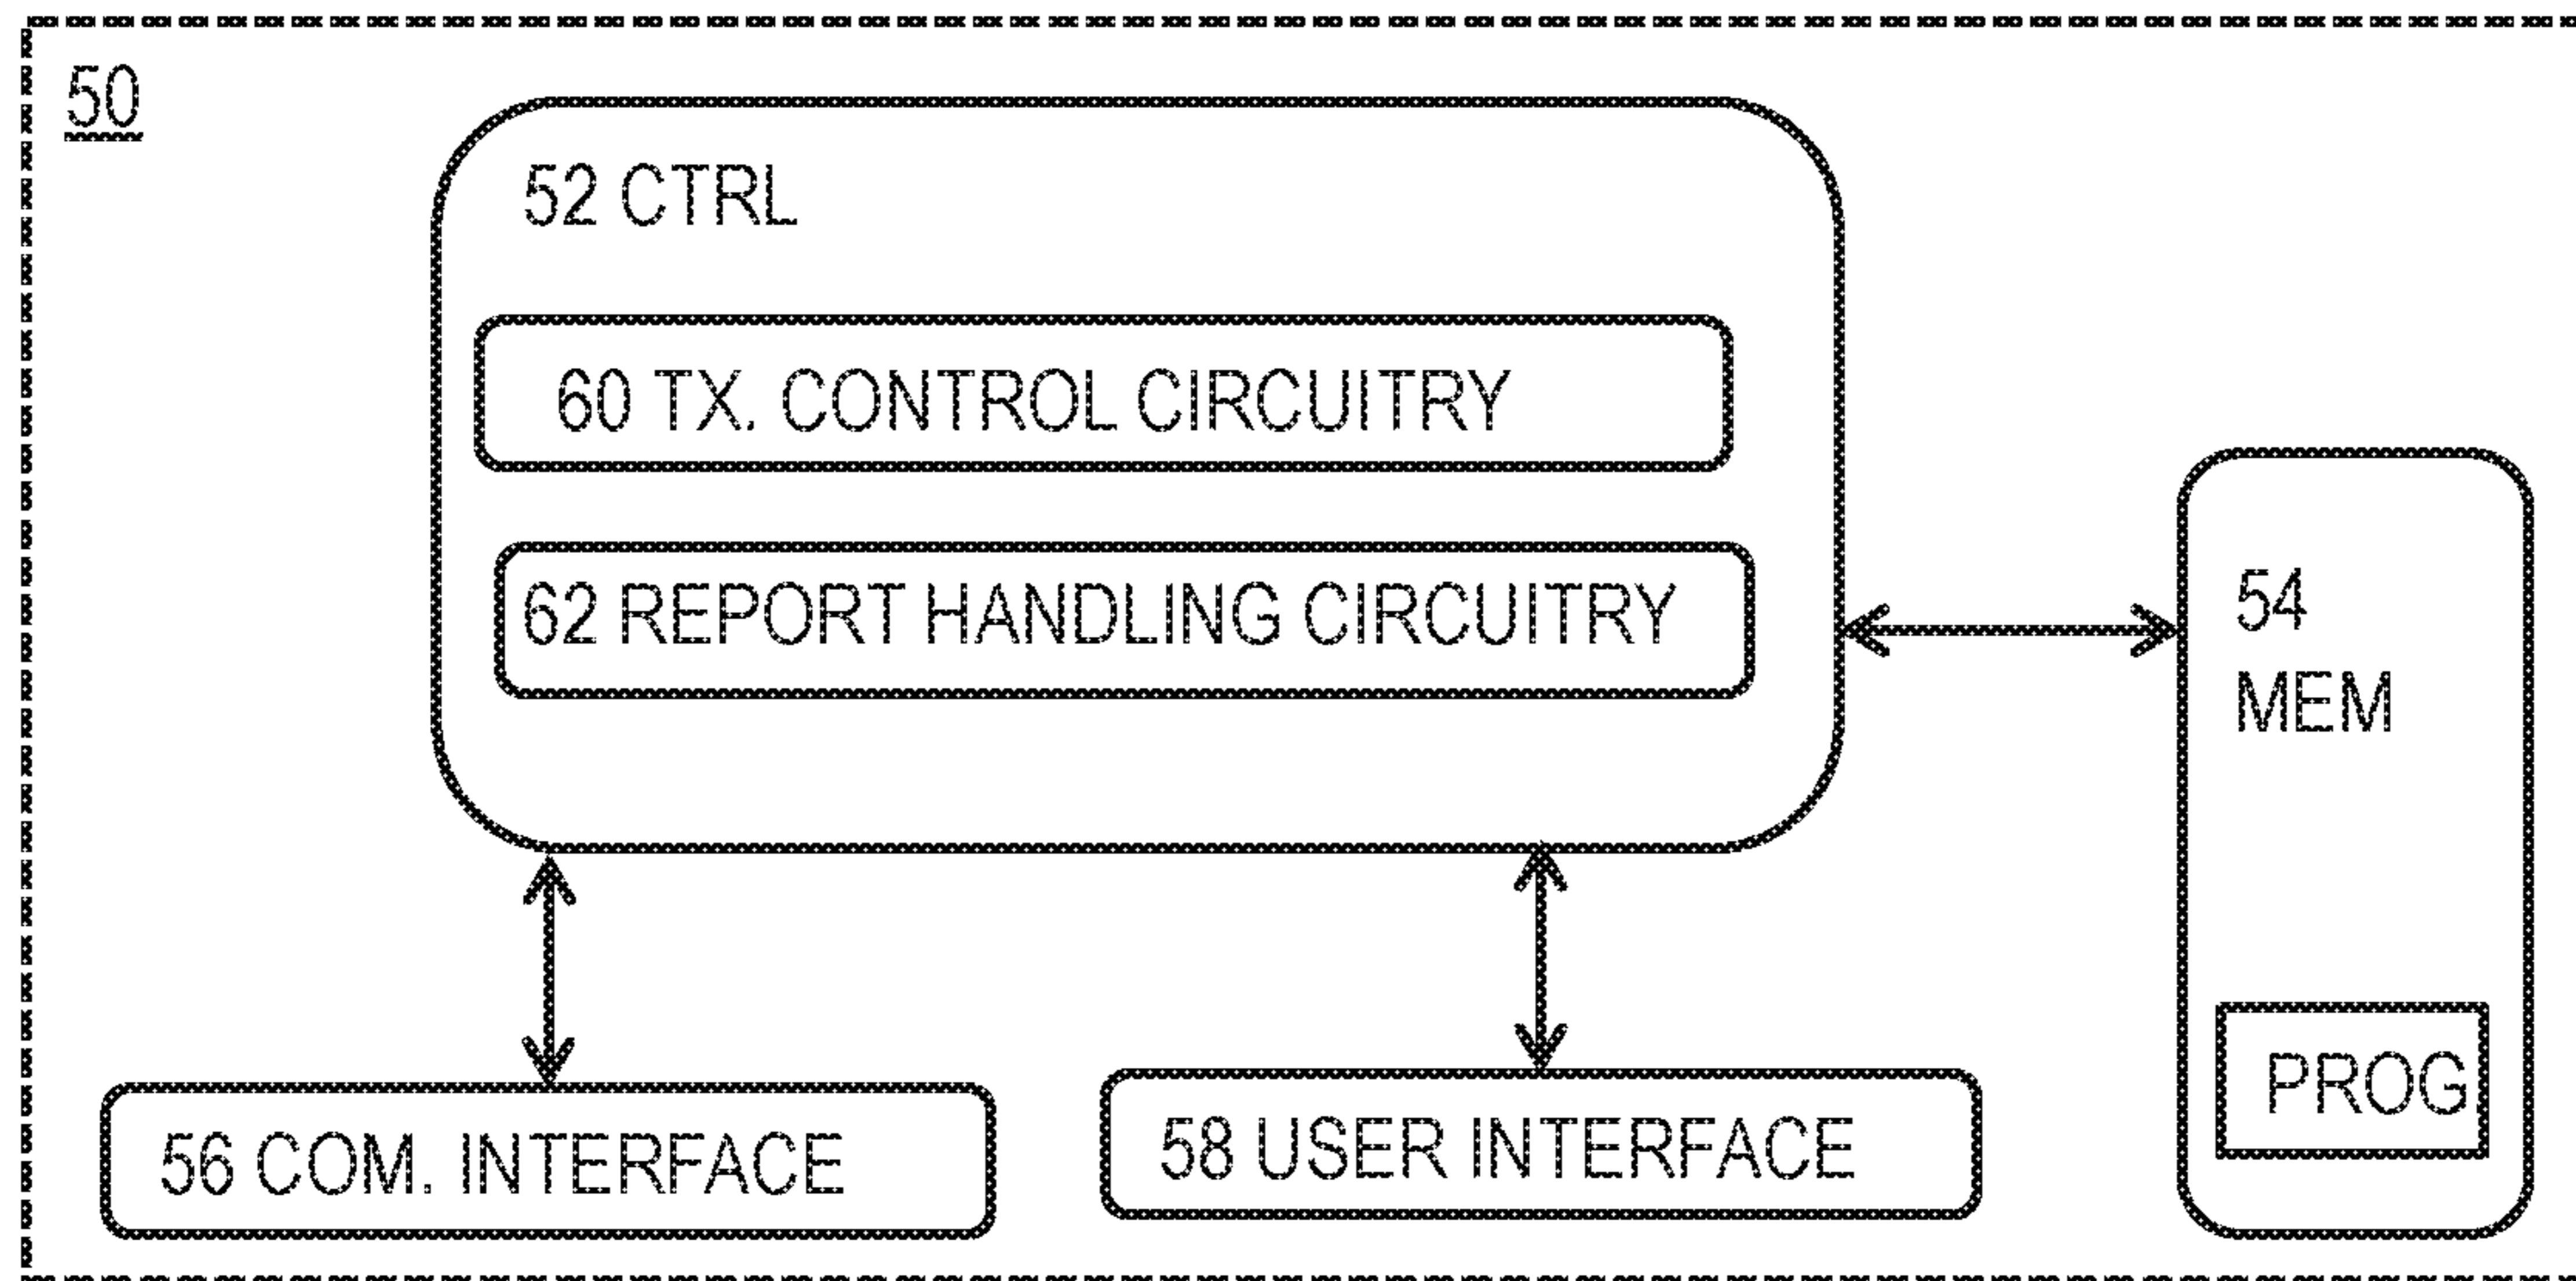 50
52 CTRL
60 TX. CONTROL CIRCUITRY
62 REPORT HANDLING CIRCUITRY
54
MEM
PROG
56 COM. INTERFACE
58 USER INTERFACE